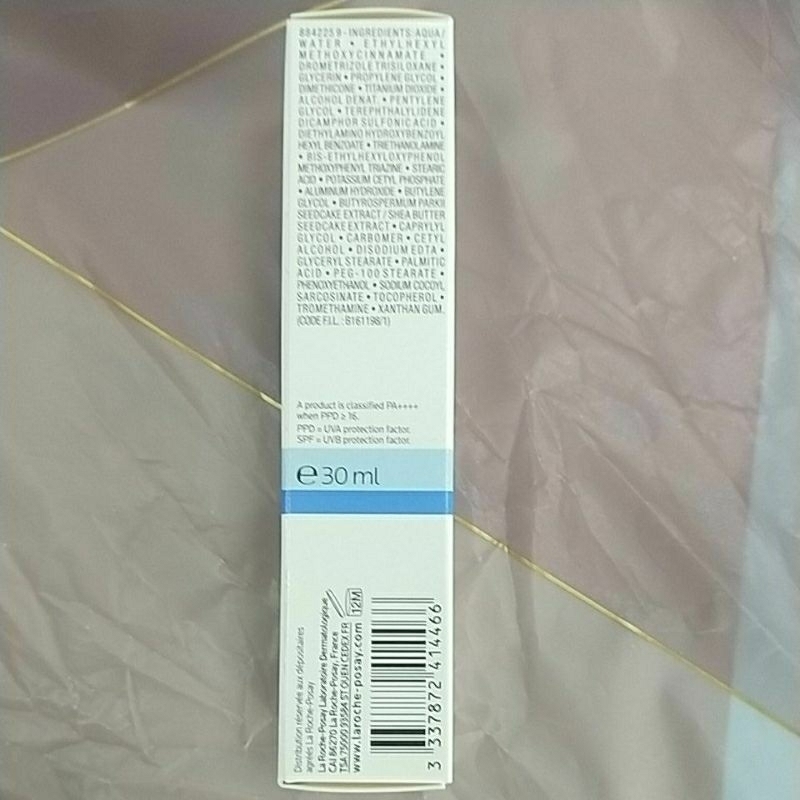 884225 9 - INGREDIENTS: AQUA /
WATER • ETHYLHEXYL
METHOXYCINNAMATE •
DROMETRIZOLE TRISILOXANE •
GLYCERIN • PROPYLENE GLYCOL •
DIMETHICONE • TITANIUM DIOXIDE •
ALCOHOL DENAT. • PENTYLENE
GLYCOL • TEREPHTHALYLIDENE
DICAMPHOR SULFONIC ACID •
DIETHYLAMINO HYDROXYBENZOYL
HEXYL BENZOATE • TRIETHANOLAMINE
• BIS-ETHYLHEXYLOXYPHENOL
METHOXYPHENYL TRIAZINE • STEARIC
ACID • POTASSIUM CETYL PHOSPHATE
• ALUMINUM HYDROXIDE • BUTYLENE
GLYCOL • BUTYROSPERMUM PARKII
SEEDCAKE EXTRACT / SHEA BUTTER
SEEDCAKE EXTRACT • CAPRYLYL
GLYCOL • CARBOMER • CETYL
ALCOHOL • DISODIUM EDTA •
GLYCERYL STEARATE • PALMITIC
ACID • PEG-100 STEARATE •
PHENOXYETHANOL • SODIUM COCOYL
SARCOSINATE • TOCOPHEROL •
TROMETHAMINE • XANTHAN GUM.
(CODE F.I.L. : B161198/1)
A product is classified PA++++
when PPD ≥ 16.
PPD = UVA protection factor.
SPF = UVB protection factor.
℮ 30 ml
Distribution réservée aux dépositaires
agréés La Roche-Posay
La Roche-Posay Laboratoire Dermatologique
CAI 86270 La Roche-Posay, France
TSA 75000 93584 ST OUEN CEDEX FR
www.laroche-posay.com
12M
3 337872 414466